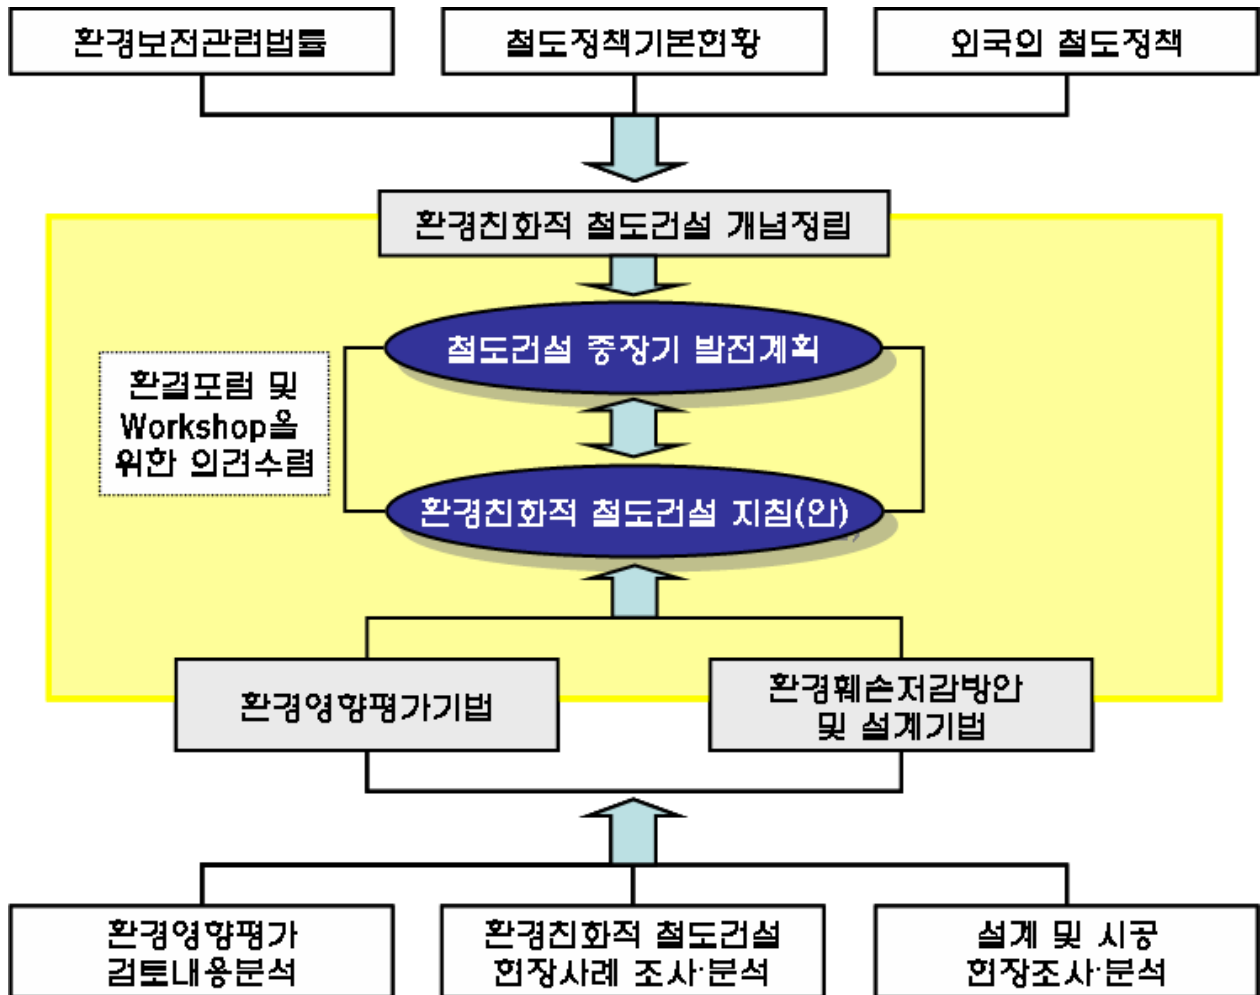 환경보전관련법률
철도정책기본현황
외국의 철도정책
환경친화적 철도건설 개념정립
철도건설 중장기 발전계획
환결포럼 및
Workshop을
위한 의견수렴
환경친화적 철도건설 지침(안)
환경영향평가기법
환경훼손저감방안
및 설계기법
환경영향평가
검토내용분석
환경친화적 철도건설
현장사례 조사·분석
설계 및 시공
현장조사·분석